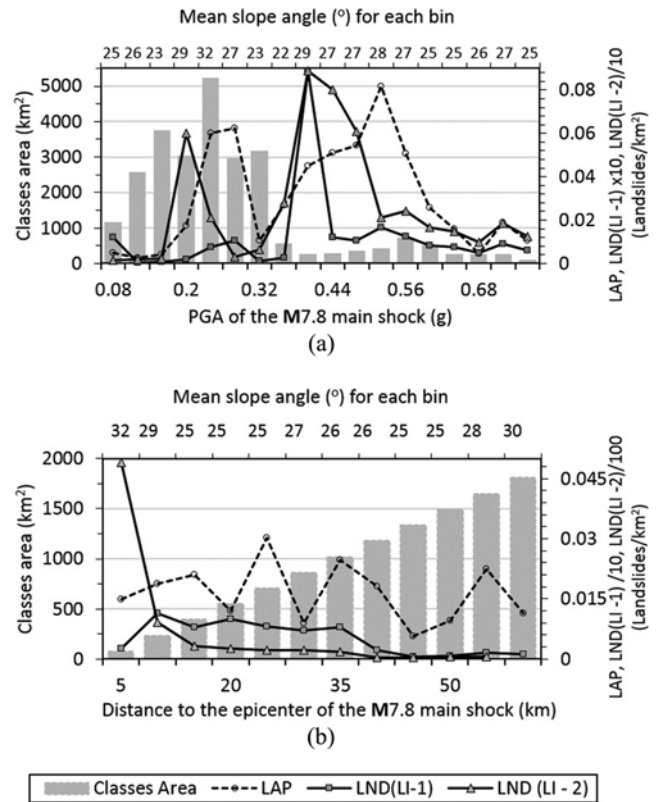 Mean slope angle (°) for each bin
25 26 23 29 32 27 23 22 29 27 27 28 27 25 25 26 27 25
Classes area (km²)
5000
4000
3000
2000
1000
0
0.08 0.2 0.32 0.44 0.56 0.68
PGA of the M7.8 main shock (g)
0.08
0.06
0.04
0.02
0
LAP, LND(LI -1) x10, LND(LI -2)/10
(Landslides/km²)
(a)
Mean slope angle (°) for each bin
32 29 25 25 25 27 26 25 25 28 30
Classes area (km²)
2000
1500
1000
500
0
5 20 35 50
Distance to the epicenter of the M7.8 main shock (km)
0.045
0.03
0.015
0
LAP, LND(LI -1) /10, LND(LI -2)/100
(Landslides/km²)
(b)
Classes Area LAP LND(LI-1) LND (LI - 2)